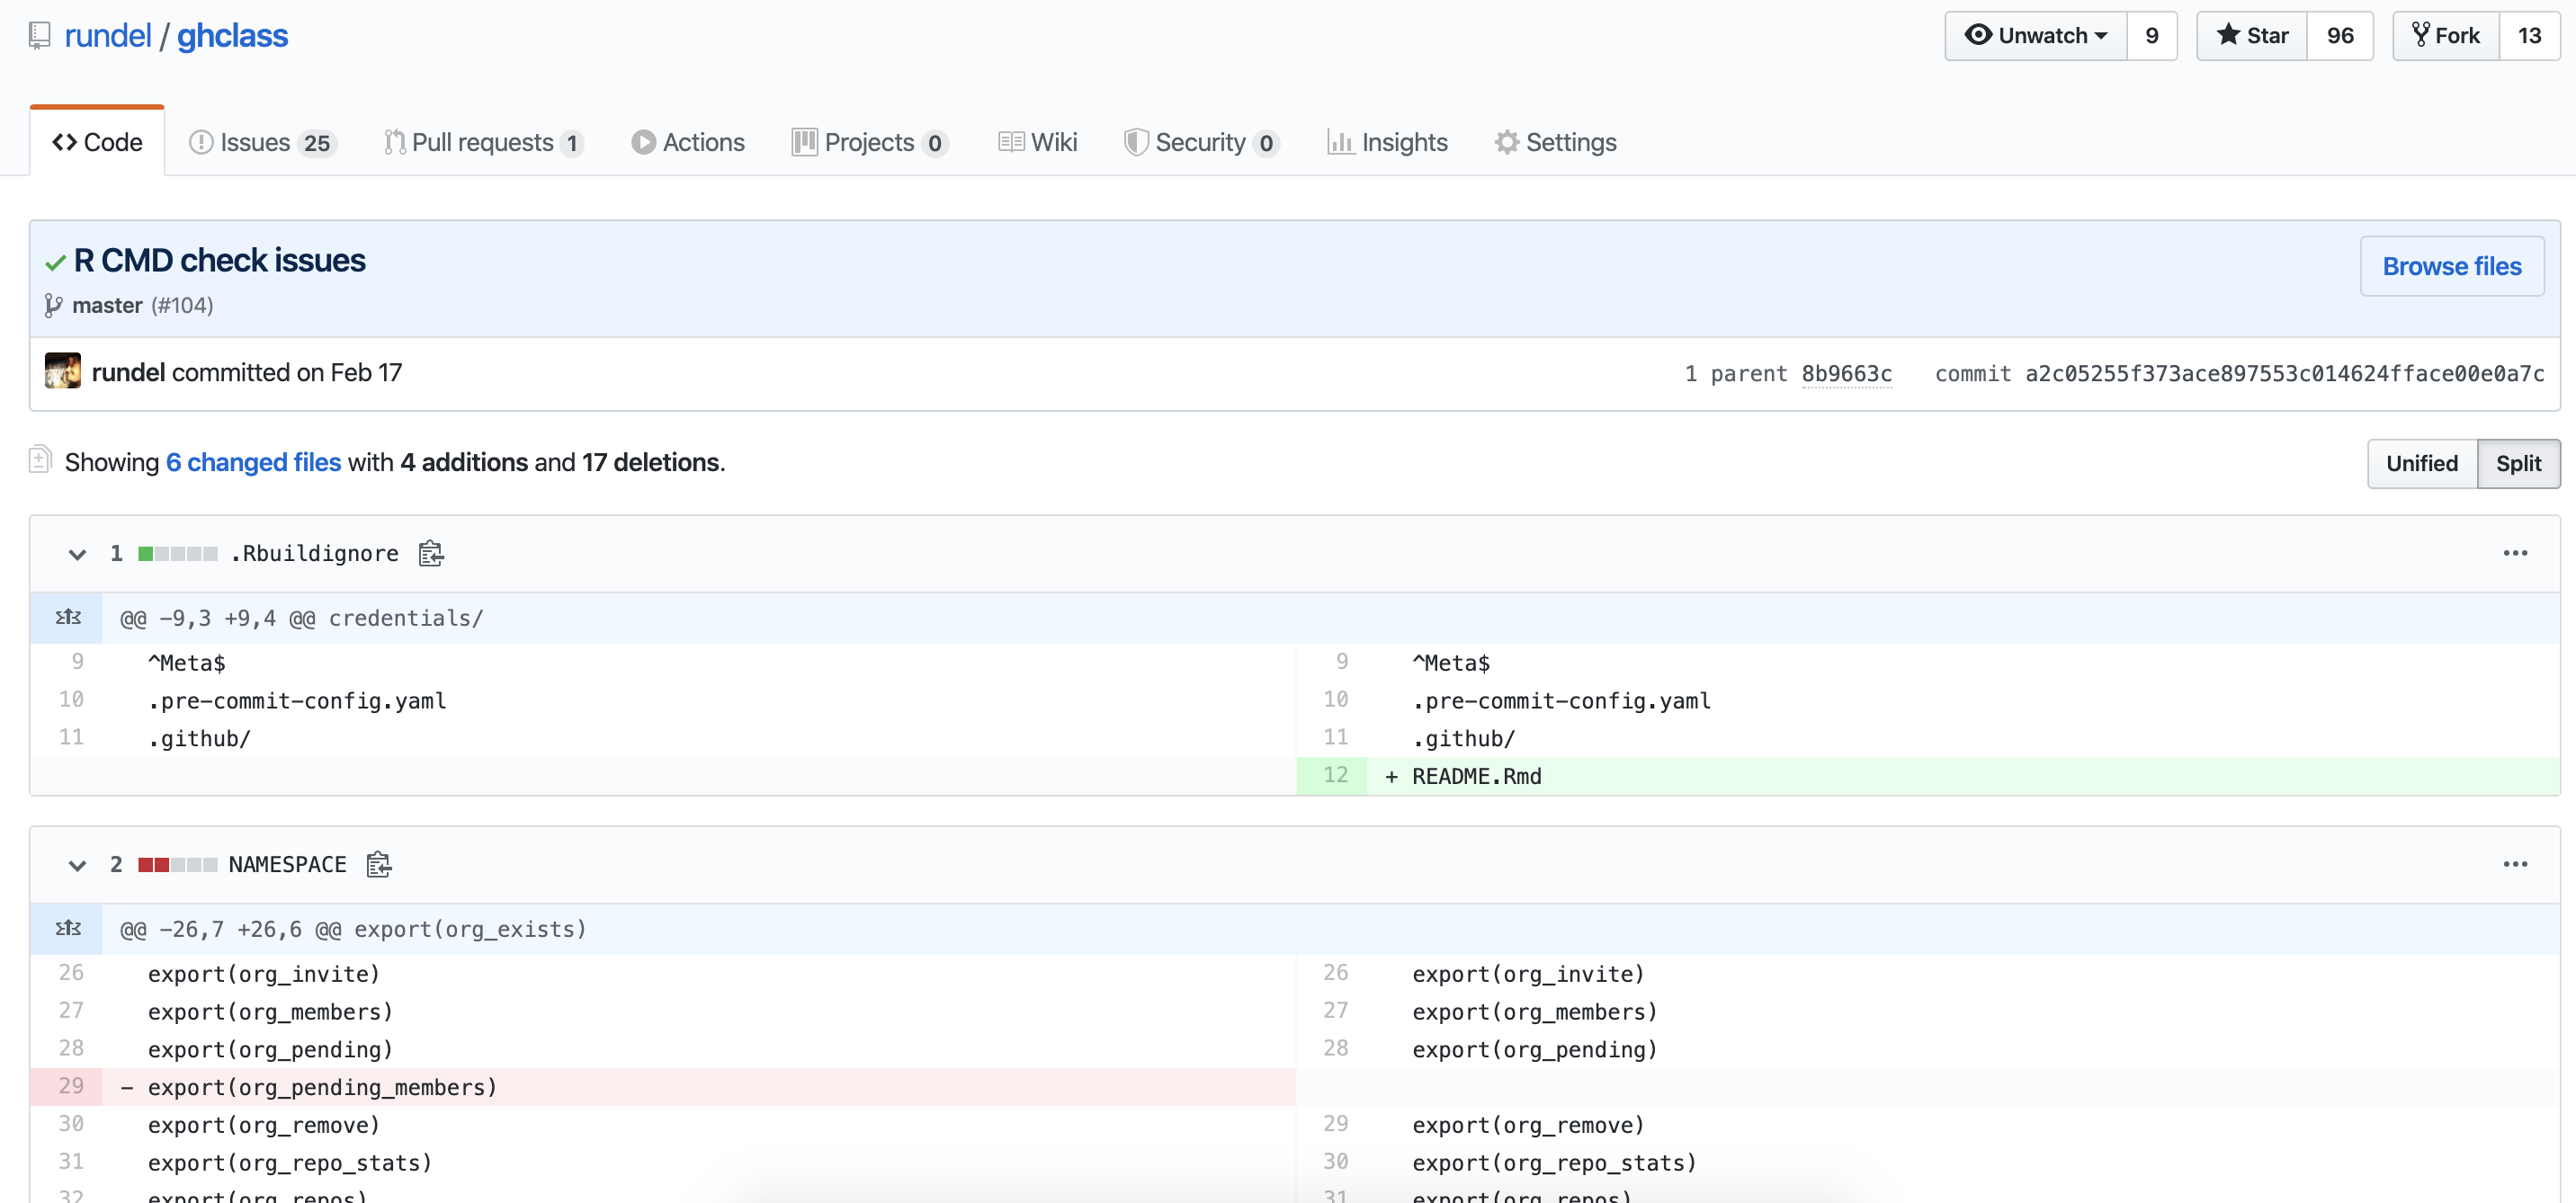 rundel / ghclass
Unwatch 9 Star 96 Fork 13
Code Issues 25 Pull requests 1 Actions Projects 0 Wiki Security 0 Insights Settings
R CMD check issues
Browse files
master (#104)
rundel committed on Feb 17
1 parent 8b9663c commit a2c05255f373ace897553c014624fface00e0a7c
Showing 6 changed files with 4 additions and 17 deletions.
Unified Split
1 .Rbuildignore
@@ -9,3 +9,4 @@ credentials/
9 ^Meta$ 9 ^Meta$
10 .pre-commit-config.yaml 10 .pre-commit-config.yaml
11 .github/ 11 .github/
12 + README.Rmd
2 NAMESPACE
@@ -26,7 +26,6 @@ export(org_exists)
26 export(org_invite) 26 export(org_invite)
27 export(org_members) 27 export(org_members)
28 export(org_pending) 28 export(org_pending)
29 - export(org_pending_members)
30 export(org_remove) 29 export(org_remove)
31 export(org_repo_stats) 30 export(org_repo_stats)
32 export(org_repos) 31 export(org_repos)